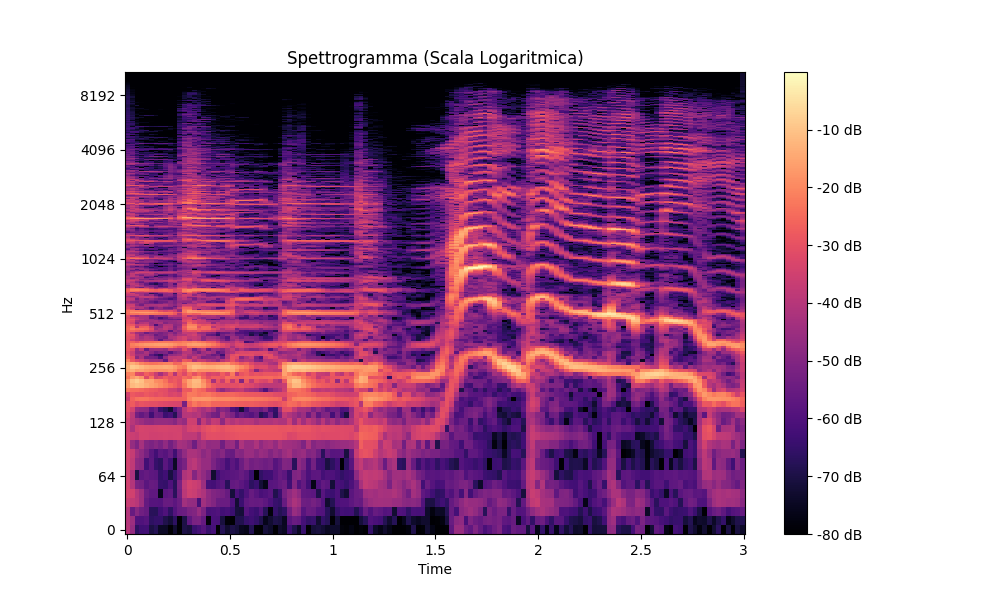 Spettrogramma (Scala Logaritmica)
Hz
8192
4096
2048
1024
512
256
128
64
0
0 0.5 1 1.5 2 2.5 3
Time
-10 dB
-20 dB
-30 dB
-40 dB
-50 dB
-60 dB
-70 dB
-80 dB